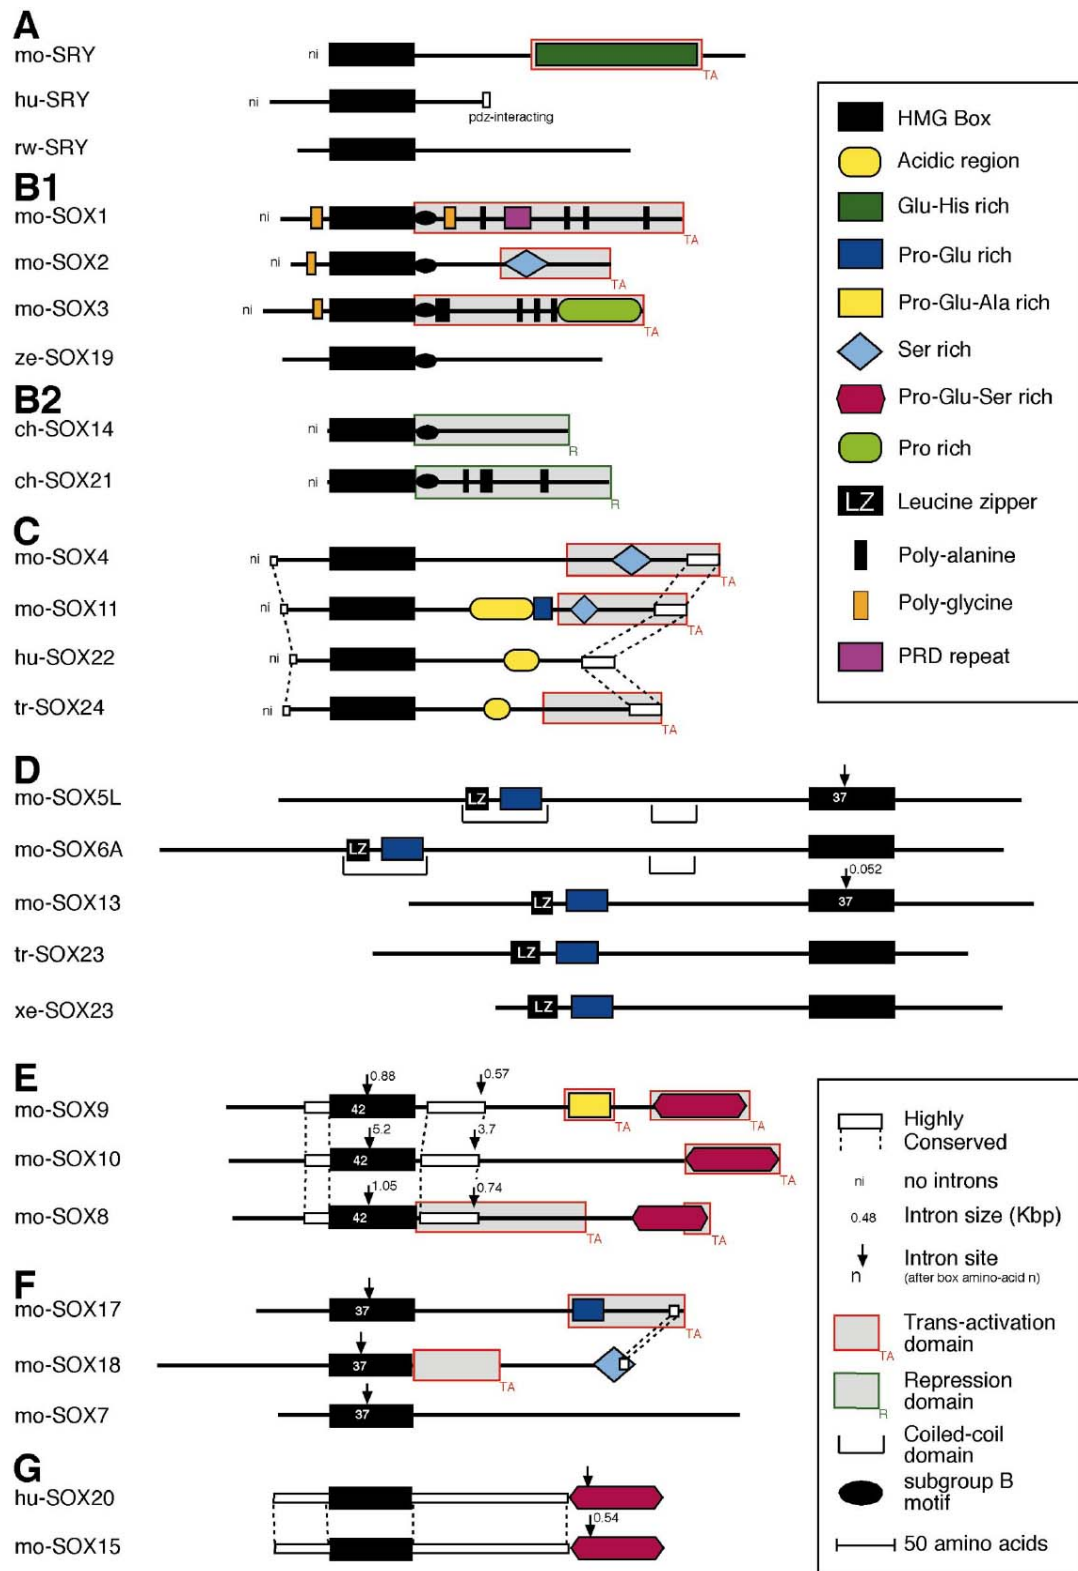 A
mo-SRY
ni
TA
hu-SRY
ni
pdz-interacting
rw-SRY
B1
mo-SOX1
ni
TA
mo-SOX2
ni
TA
mo-SOX3
ni
TA
ze-SOX19
B2
ch-SOX14
ni
R
ch-SOX21
ni
R
C
mo-SOX4
ni
TA
mo-SOX11
ni
TA
hu-SOX22
ni
tr-SOX24
ni
TA
HMG Box
Acidic region
Glu-His rich
Pro-Glu rich
Pro-Glu-Ala rich
Ser rich
Pro-Glu-Ser rich
Pro rich
LZ Leucine zipper
Poly-alanine
Poly-glycine
PRD repeat
D
mo-SOX5L
LZ
37
mo-SOX6A
LZ
0.052
mo-SOX13
LZ
37
tr-SOX23
LZ
xe-SOX23
LZ
E
0.88
0.57
mo-SOX9
42
TA
TA
5.2
3.7
mo-SOX10
42
TA
1.05
0.74
mo-SOX8
42
TA
TA
F
mo-SOX17
37
TA
mo-SOX18
37
TA
mo-SOX7
37
G
hu-SOX20
0.54
mo-SOX15
Highly
Conserved
ni no introns
0.48 Intron size (Kbp)
Intron site
n (after box amino-acid n)
Trans-activation
domain
TA
Repression
domain
R
Coiled-coil
domain
subgroup B
motif
50 amino acids